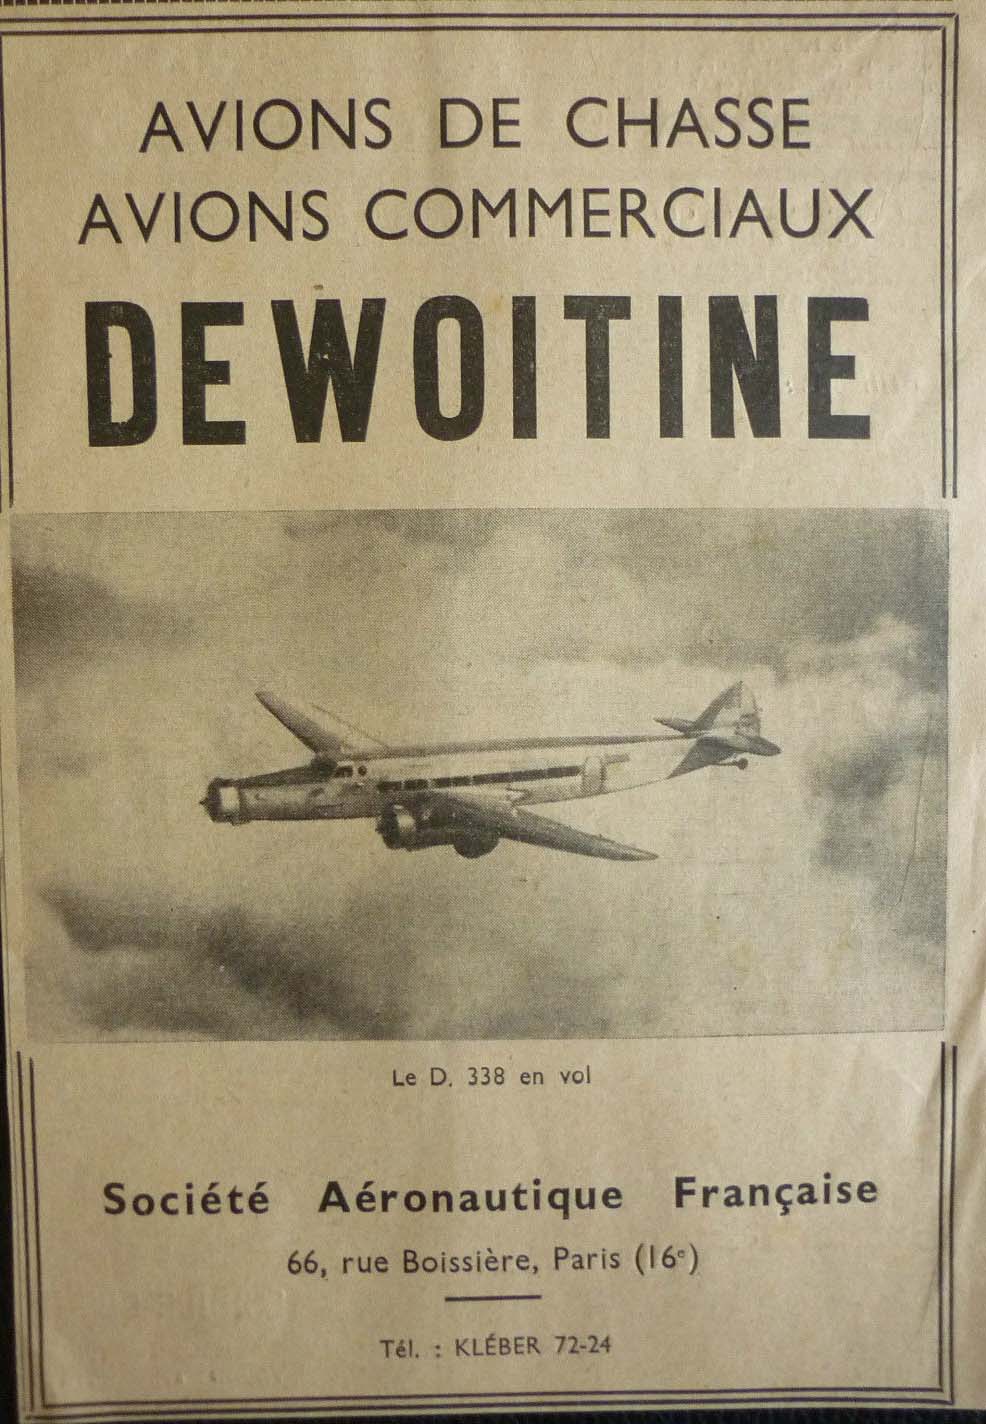 AVIONS DE CHASSE
AVIONS COMMERCIAUX
DEWOITINE
Le D. 338 en vol
Société Aéronautique Française
66, rue Boissière, Paris (16e)
Tél. : KLÉBER 72-24